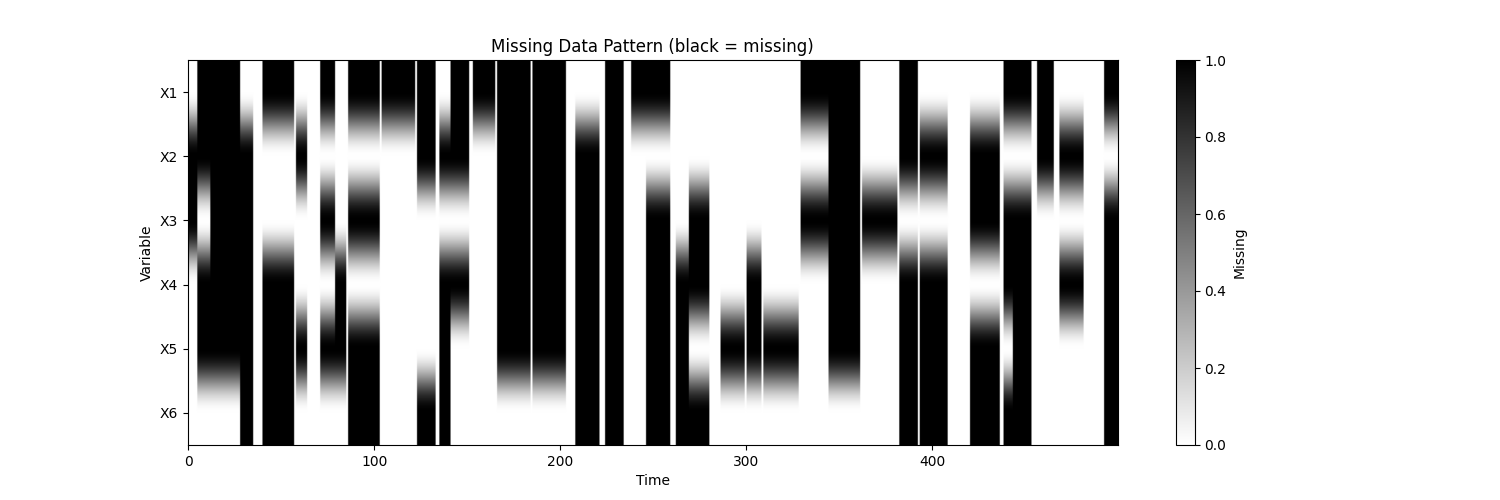 Missing Data Pattern (black = missing)
X1
X2
X3
X4
X5
X6
Variable
0
100
200
300
400
Time
1.0
0.8
0.6
0.4
0.2
0.0
Missing